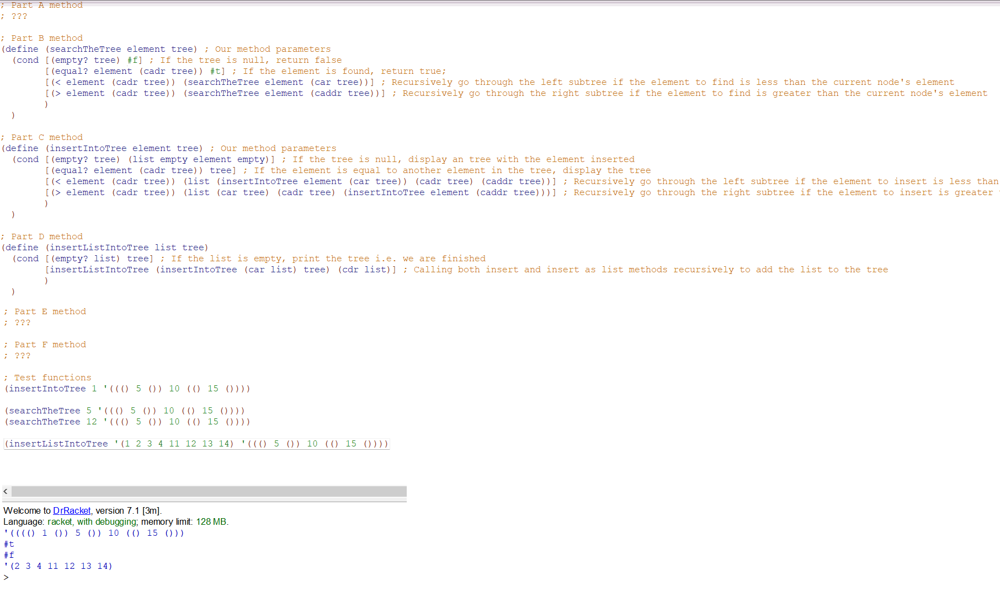 ; Part A method
; ???
; Part B method
(define (searchTheTree element tree) ; Our method parameters
  (cond [(empty? tree) #f] ; If the tree is null, return false
        [(equal? element (cadr tree)) #t] ; If the element is found, return true;
        [(< element (cadr tree)) (searchTheTree element (car tree))] ; Recursively go through the left subtree if the element to find is less than the current node's element
        [(> element (cadr tree)) (searchTheTree element (caddr tree))] ; Recursively go through the right subtree if the element to find is greater than the current node's element
        )
  )
; Part C method
(define (insertIntoTree element tree) ; Our method parameters
  (cond [(empty? tree) (list empty element empty)] ; If the tree is null, display an tree with the element inserted
        [(equal? element (cadr tree)) tree] ; If the element is equal to another element in the tree, display the tree
        [(< element (cadr tree)) (list (insertIntoTree element (car tree)) (cadr tree) (caddr tree))] ; Recursively go through the left subtree if the element to insert is less than
        [(> element (cadr tree)) (list (car tree) (cadr tree) (insertIntoTree element (caddr tree)))] ; Recursively go through the right subtree if the element to insert is greater
        )
  )
; Part D method
(define (insertListIntoTree list tree)
  (cond [(empty? list) tree] ; If the list is empty, print the tree i.e. we are finished
        [insertListIntoTree (insertIntoTree (car list) tree) (cdr list)] ; Calling both insert and insert as list methods recursively to add the list to the tree
        )
  )
; Part E method
; ???
; Part F method
; ???
; Test functions
(insertIntoTree 1 '((() 5 ()) 10 (() 15 ())))
(searchTheTree 5 '((() 5 ()) 10 (() 15 ())))
(searchTheTree 12 '((() 5 ()) 10 (() 15 ())))
(insertListIntoTree '(1 2 3 4 11 12 13 14) '((() 5 ()) 10 (() 15 ())))
<
Welcome to DrRacket, version 7.1 [3m].
Language: racket, with debugging; memory limit: 128 MB.
'(((() 1 ()) 5 ()) 10 (() 15 ()))
#t
#f
'(2 3 4 11 12 13 14)
>